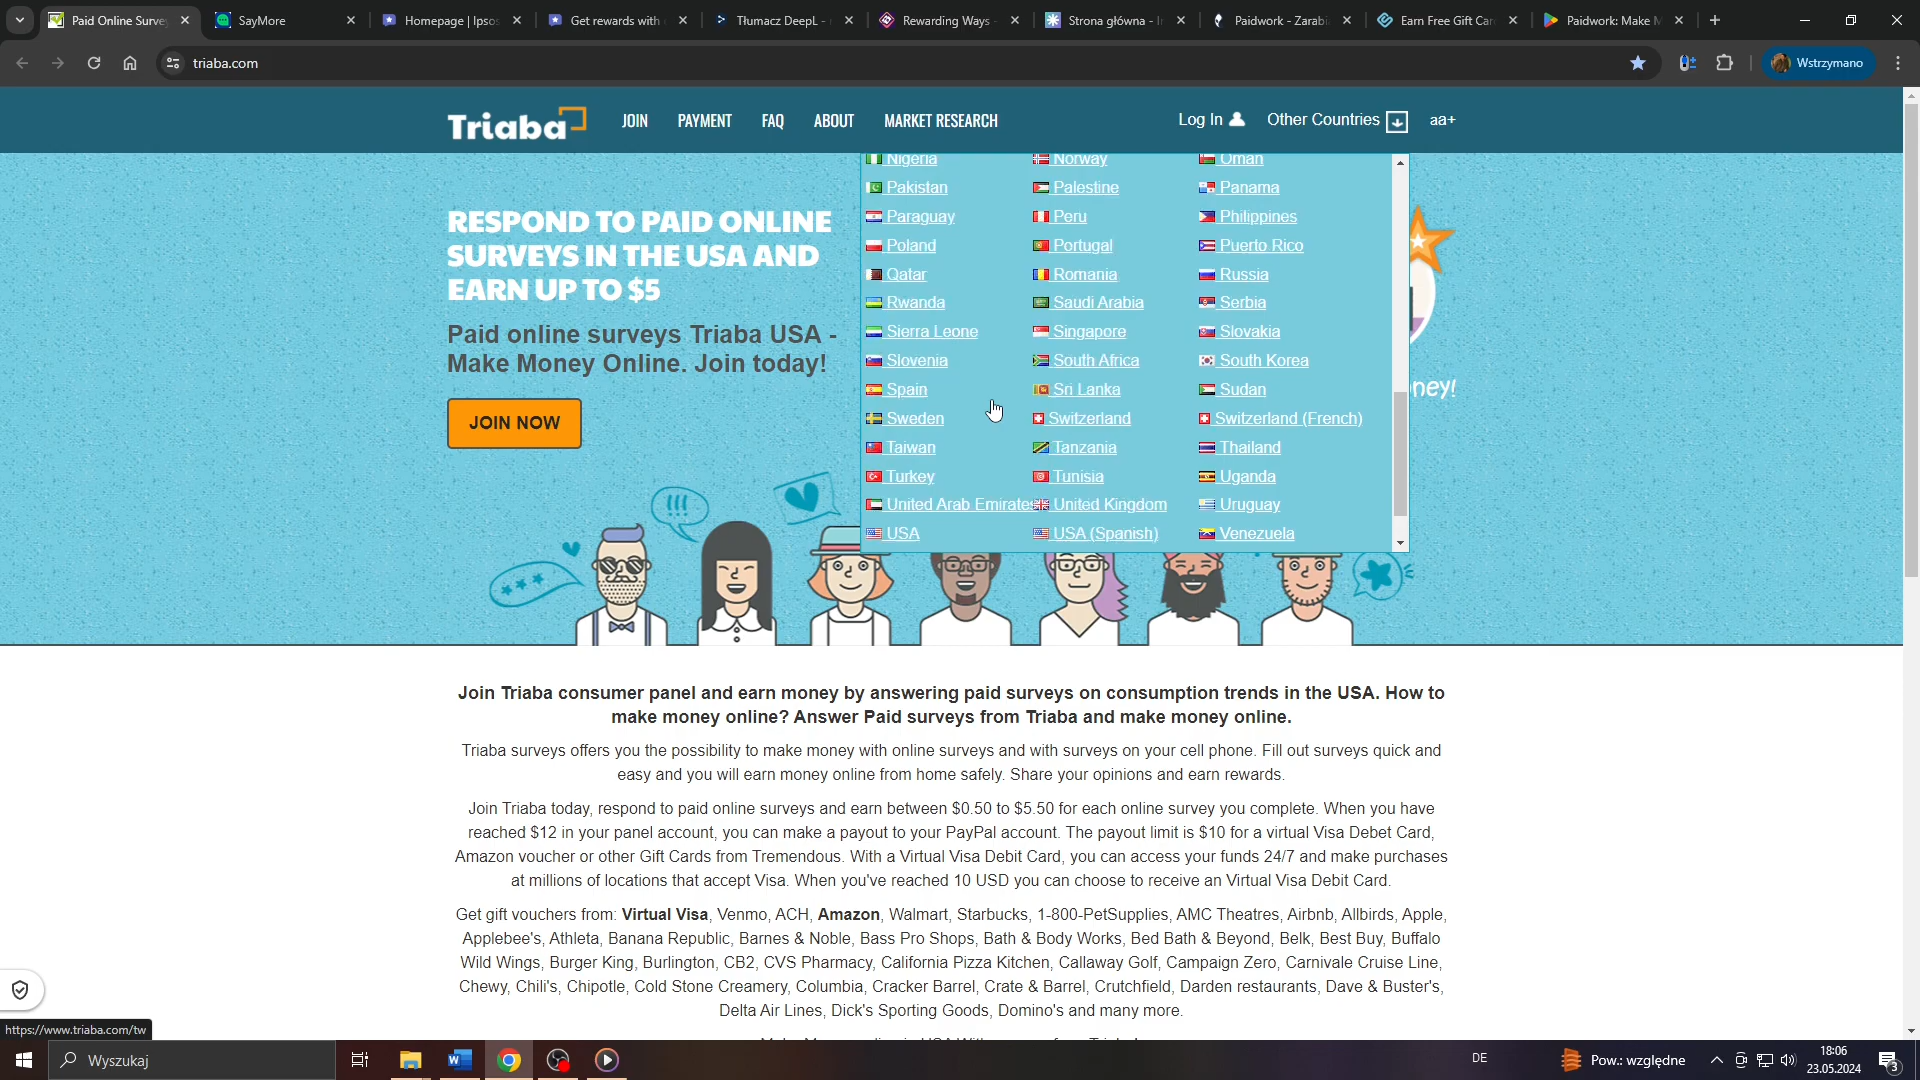 Paid Online Surve
SayMore
Homepage | Ipsos
Get rewards with
Tłumacz DeepL -
Rewarding Ways -
Strona główna - I
Paidwork - Zarabi
Earn Free Gift Car
Paidwork: Make M
triaba.com
Wstrzymano
Triaba
JOIN
PAYMENT
FAQ
ABOUT
MARKET RESEARCH
Log In
Other Countries
aa+
Nigeria
Norway
Oman
Pakistan
Palestine
Panama
Paraguay
Peru
Philippines
Poland
Portugal
Puerto Rico
Qatar
Romania
Russia
Rwanda
Saudi Arabia
Serbia
Sierra Leone
Singapore
Slovakia
Slovenia
South Africa
South Korea
Spain
Sri Lanka
Sudan
Sweden
Switzerland
Switzerland (French)
Taiwan
Tanzania
Thailand
Turkey
Tunisia
Uganda
United Arab Emirates
United Kingdom
Uruguay
USA
USA (Spanish)
Venezuela
RESPOND TO PAID ONLINE
SURVEYS IN THE USA AND
EARN UP TO $5
Paid online surveys Triaba USA -
Make Money Online. Join today!
JOIN NOW
ney!
!!!
Join Triaba consumer panel and earn money by answering paid surveys on consumption trends in the USA. How to
make money online? Answer Paid surveys from Triaba and make money online.
Triaba surveys offers you the possibility to make money with online surveys and with surveys on your cell phone. Fill out surveys quick and
easy and you will earn money online from home safely. Share your opinions and earn rewards.
Join Triaba today, respond to paid online surveys and earn between $0.50 to $5.50 for each online survey you complete. When you have
reached $12 in your panel account, you can make a payout to your PayPal account. The payout limit is $10 for a virtual Visa Debet Card,
Amazon voucher or other Gift Cards from Tremendous. With a Virtual Visa Debit Card, you can access your funds 24/7 and make purchases
at millions of locations that accept Visa. When you've reached 10 USD you can choose to receive an Virtual Visa Debit Card.
Get gift vouchers from: Virtual Visa, Venmo, ACH, Amazon, Walmart, Starbucks, 1-800-PetSupplies, AMC Theatres, Airbnb, Allbirds, Apple,
Applebee's, Athleta, Banana Republic, Barnes & Noble, Bass Pro Shops, Bath & Body Works, Bed Bath & Beyond, Belk, Best Buy, Buffalo
Wild Wings, Burger King, Burlington, CB2, CVS Pharmacy, California Pizza Kitchen, Callaway Golf, Campaign Zero, Carnivale Cruise Line,
Chewy, Chili's, Chipotle, Cold Stone Creamery, Columbia, Cracker Barrel, Crate & Barrel, Crutchfield, Darden restaurants, Dave & Buster's,
Delta Air Lines, Dick's Sporting Goods, Domino's and many more.
https://www.triaba.com/tw
Wyszukaj
DE
Pow.: względne
18:06
23.05.2024
3